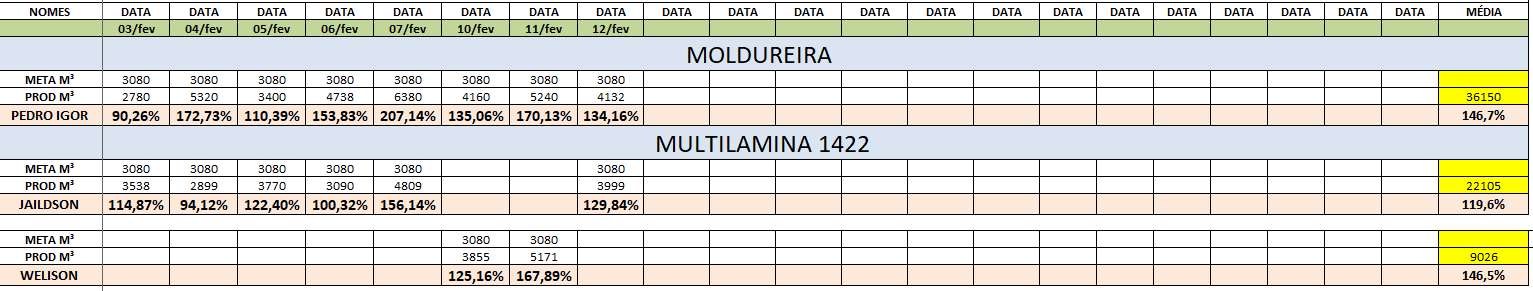 NOMES DATA DATA DATA DATA DATA DATA DATA DATA DATA DATA DATA DATA DATA DATA DATA DATA DATA DATA DATA DATA MÉDIA
03/fev 04/fev 05/fev 06/fev 07/fev 10/fev 11/fev 12/fev
MOLDUREIRA
META M³ 3080 3080 3080 3080 3080 3080 3080 3080
PROD M³ 2780 5320 3400 4738 6380 4160 5240 4132 36150
PEDRO IGOR 90,26% 172,73% 110,39% 153,83% 207,14% 135,06% 170,13% 134,16% 146,7%
MULTILAMINA 1422
META M³ 3080 3080 3080 3080 3080 3080
PROD M³ 3538 2899 3770 3090 4809 3999 22105
JAILDSON 114,87% 94,12% 122,40% 100,32% 156,14% 129,84% 119,6%
META M³ 3080 3080
PROD M³ 3855 5171 9026
WELISON 125,16% 167,89% 146,5%